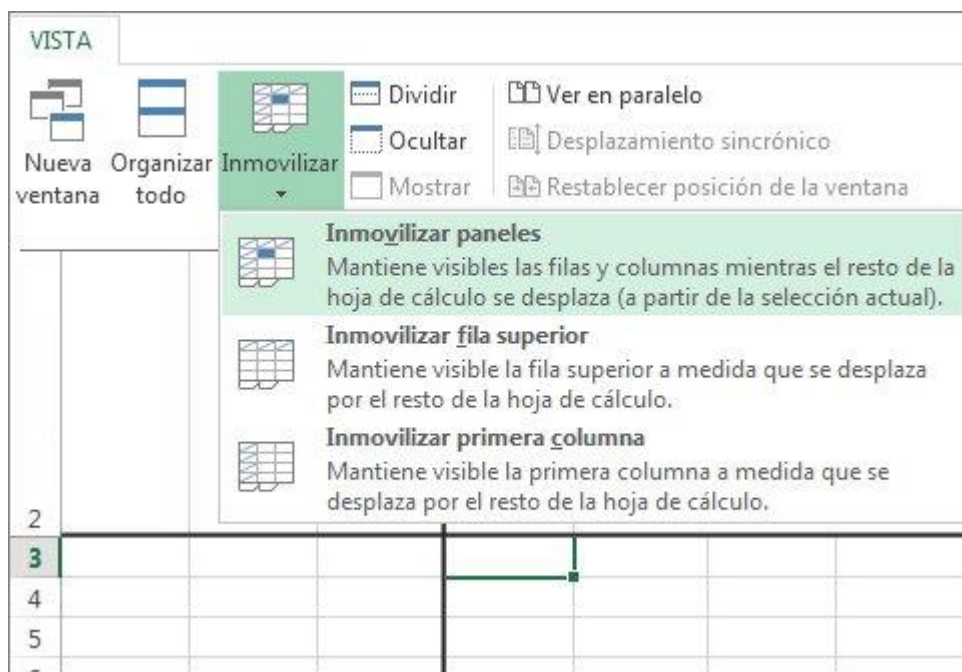 VISTA
Nueva ventana
Organizar todo
Inmovilizar
Dividir
Ocultar
Mostrar
Ver en paralelo
Desplazamiento sincrónico
Restablecer posición de la ventana
Inmovilizar paneles
Mantiene visibles las filas y columnas mientras el resto de la
hoja de cálculo se desplaza (a partir de la selección actual).
Inmovilizar fila superior
Mantiene visible la fila superior a medida que se desplaza
por el resto de la hoja de cálculo.
Inmovilizar primera columna
Mantiene visible la primera columna a medida que se
desplaza por el resto de la hoja de cálculo.
2
3
4
5